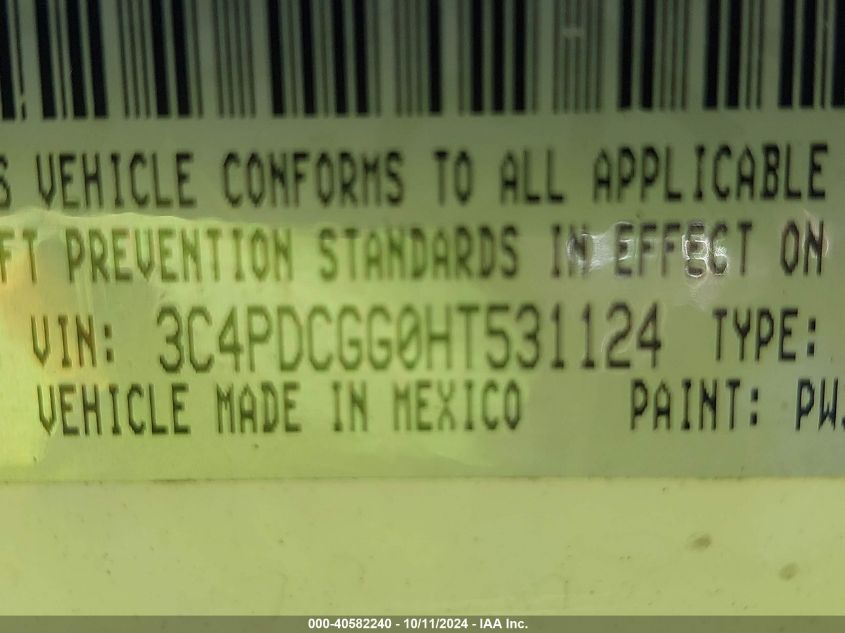 S VEHICLE CONFORMS TO ALL APPLICABLE
FT PREVENTION STANDARDS IN EFFECT ON
VIN: 3C4PDCGG0HT531124 TYPE:
VEHICLE MADE IN MEXICO PAINT: PW
000-40582240 - 10/11/2024 - IAA Inc.